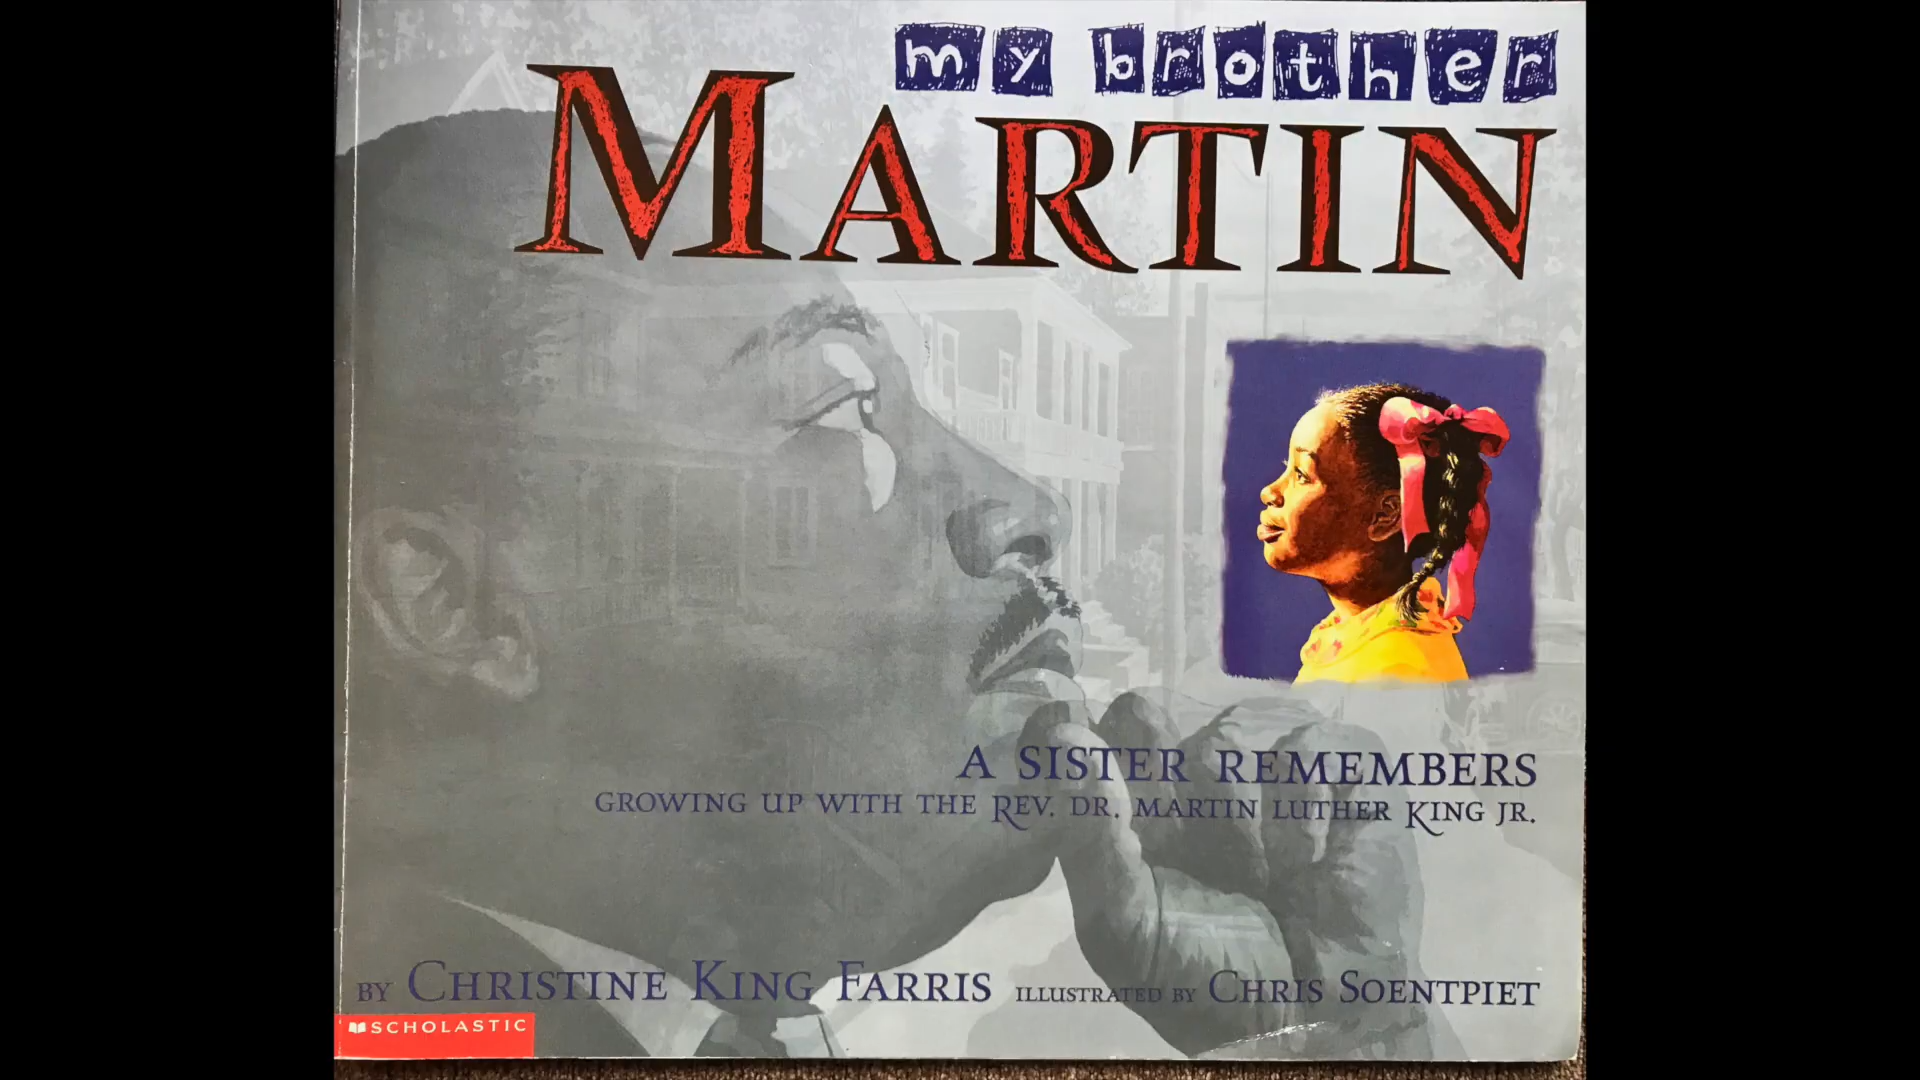 my brother
MARTIN
A SISTER REMEMBERS
GROWING UP WITH THE REV. DR. MARTIN LUTHER KING JR.
BY CHRISTINE KING FARRIS ILLUSTRATED BY CHRIS SOENTPIET
SCHOLASTIC